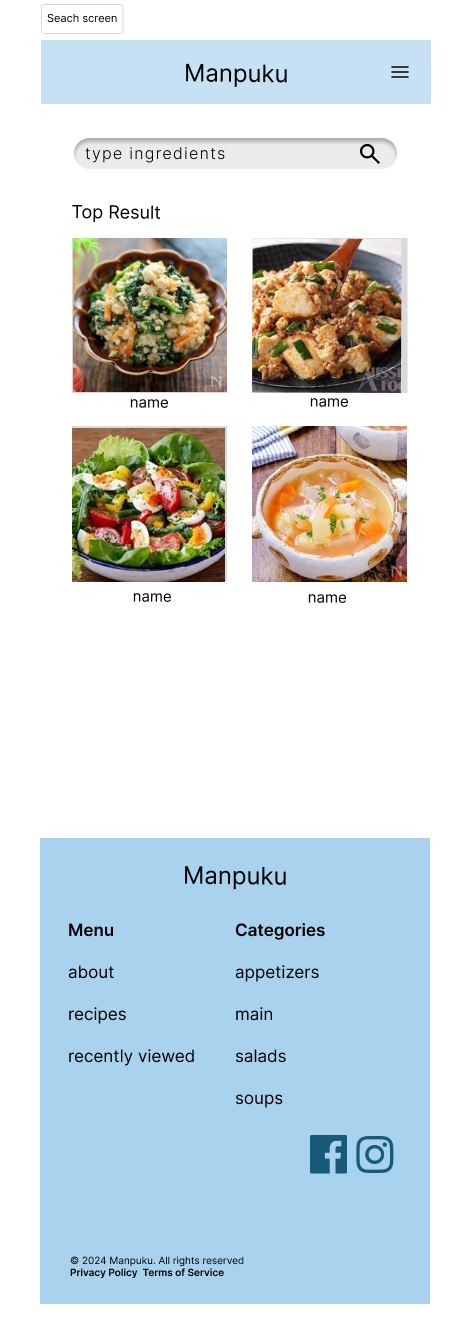 Seach screen
Manpuku
type ingredients
Top Result
N
name
name
N
name
name
Manpuku
Menu
Categories
about
appetizers
recipes
main
recently viewed
salads
soups
© 2024 Manpuku. All rights reserved
Privacy Policy Terms of Service